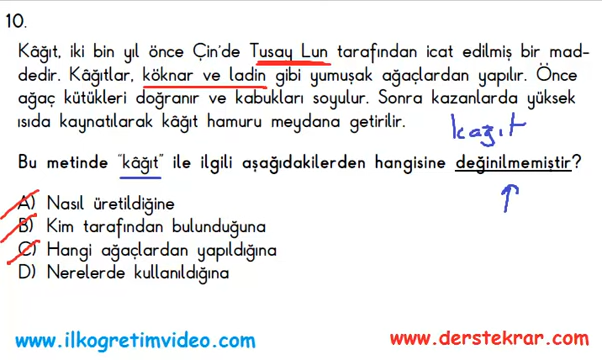 10.
Kâğıt, iki bin yıl önce Çin'de Tusay Lun tarafından icat edilmiş bir mad-
dedir. Kâğıtlar, köknar ve ladin gibi yumuşak ağaçlardan yapılır. Önce
ağaç kütükleri doğranır ve kabukları soyulur. Sonra kazanlarda yüksek
ısıda kaynatılarak kâğıt hamuru meydana getirilir.
kağıt
Bu metinde "kâğıt" ile ilgili aşağıdakilerden hangisine değinilmemiştir?
A) Nasıl üretildiğine
B) Kim tarafından bulunduğuna
C) Hangi ağaçlardan yapıldığına
D) Nerelerde kullanıldığına
www.ilkogretimvideo.com www.derstekrar.com